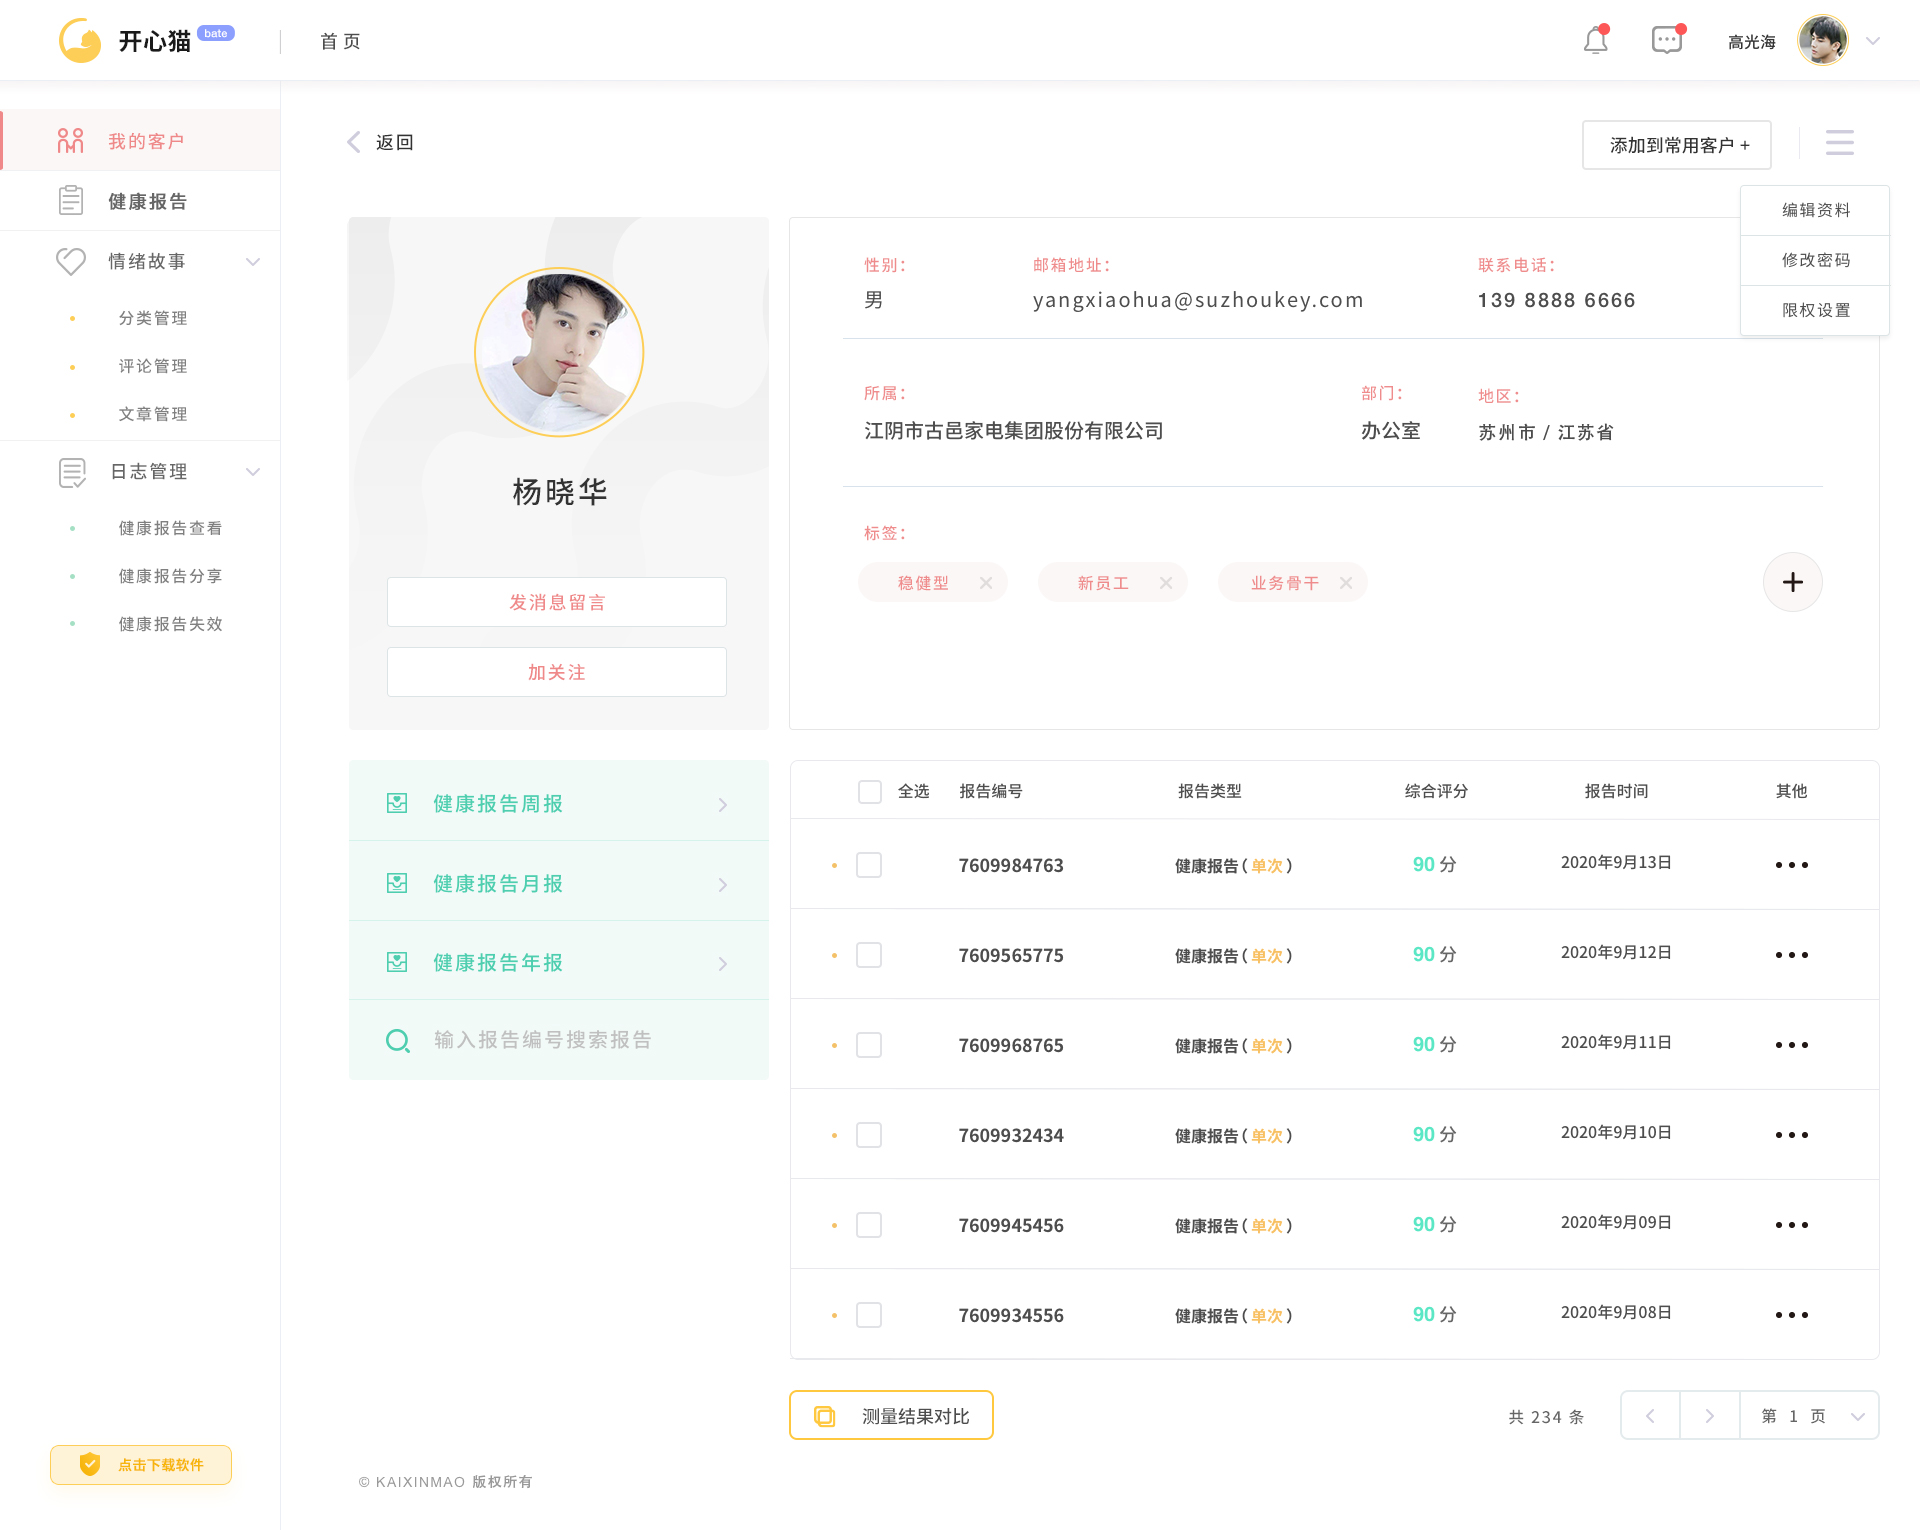 开心猫 bate
首 页
高光海
我的客户
健康报告
情绪故事
分类管理
评论管理
文章管理
日志管理
健康报告查看
健康报告分享
健康报告失效
点击下载软件
返回
添加到常用客户 +
编辑资料
修改密码
限权设置
杨晓华
发消息留言
加关注
性别：
男
邮箱地址：
yangxiaohua@suzhoukey.com
联系电话：
139 8888 6666
所属：
江阴市古邑家电集团股份有限公司
部门：
办公室
地区：
苏州市 / 江苏省
标签：
稳健型
新员工
业务骨干
健康报告周报
健康报告月报
健康报告年报
输入报告编号搜索报告
全选 报告编号 报告类型 综合评分 报告时间 其他
7609984763 健康报告（单次） 90 分 2020年9月13日
7609565775 健康报告（单次） 90 分 2020年9月12日
7609968765 健康报告（单次） 90 分 2020年9月11日
7609932434 健康报告（单次） 90 分 2020年9月10日
7609945456 健康报告（单次） 90 分 2020年9月09日
7609934556 健康报告（单次） 90 分 2020年9月08日
测量结果对比
共 234 条
第 1 页
© KAIXINMAO 版权所有